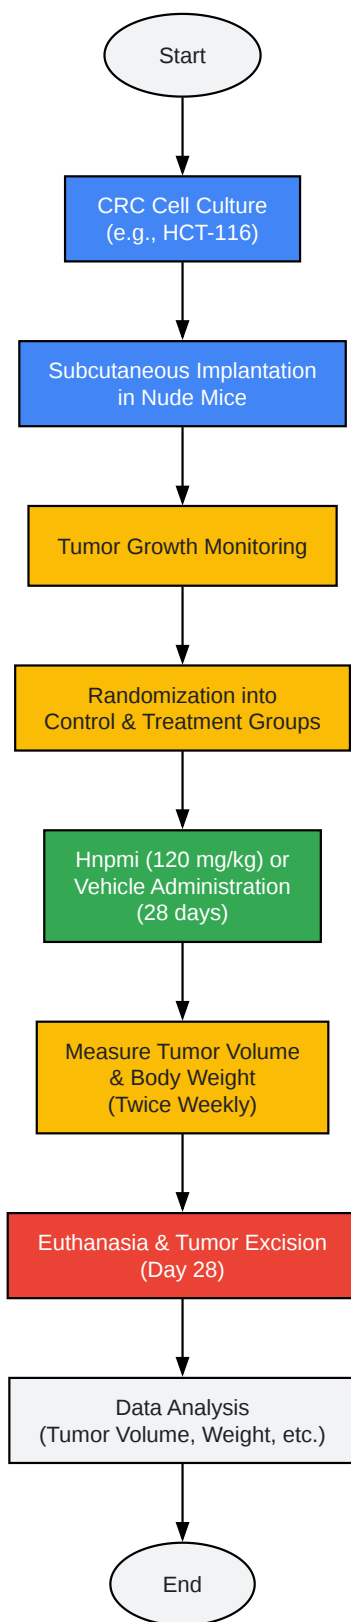 Start
CRC Cell Culture
(e.g., HCT-116)
Subcutaneous Implantation
in Nude Mice
Tumor Growth Monitoring
Randomization into
Control & Treatment Groups
Hnpmi (120 mg/kg) or
Vehicle Administration
(28 days)
Measure Tumor Volume
& Body Weight
(Twice Weekly)
Euthanasia & Tumor Excision
(Day 28)
Data Analysis
(Tumor Volume, Weight, etc.)
End